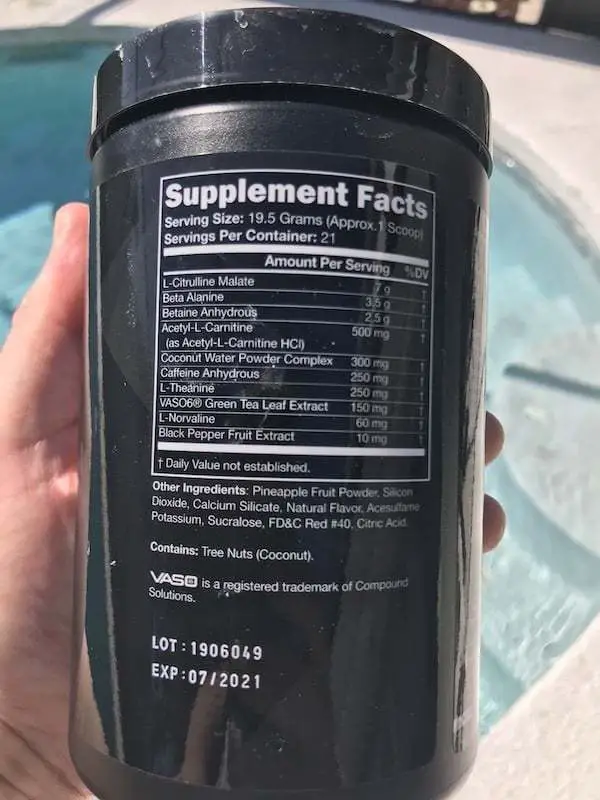 Supplement Facts
Serving Size: 19.5 Grams (Approx.1 Scoop)
Servings Per Container: 21
Amount Per Serving %DV
L-Citrulline Malate 7 g †
Beta Alanine 3.5 g †
Betaine Anhydrous 2.5 g †
Acetyl-L-Carnitine 500 mg †
(as Acetyl-L-Carnitine HCl)
Coconut Water Powder Complex 300 mg †
Caffeine Anhydrous 250 mg †
L-Theanine 250 mg †
VASO6® Green Tea Leaf Extract 150 mg †
L-Norvaline 60 mg †
Black Pepper Fruit Extract 10 mg †
† Daily Value not established.
Other Ingredients: Pineapple Fruit Powder, Silicon
Dioxide, Calcium Silicate, Natural Flavor, Acesulfame
Potassium, Sucralose, FD&C Red #40, Citric Acid.
Contains: Tree Nuts (Coconut).
VASO6 is a registered trademark of Compound
Solutions.
LOT : 1906049
EXP : 07/2021